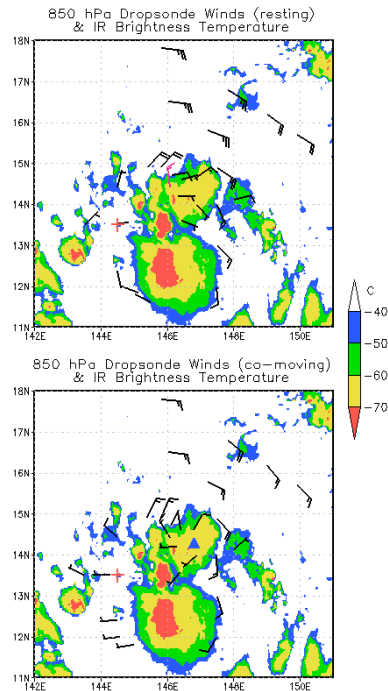 850 hPa Dropsonde Winds (resting)
& IR Brightness Temperature
18N
17N
16N
15N
14N
13N
12N
11N
142E 144E 146E 148E 150E
C
-40
-50
-60
-70
850 hPa Dropsonde Winds (co-moving)
& IR Brightness Temperature
18N
17N
16N
15N
14N
13N
12N
11N
142E 144E 146E 148E 150E